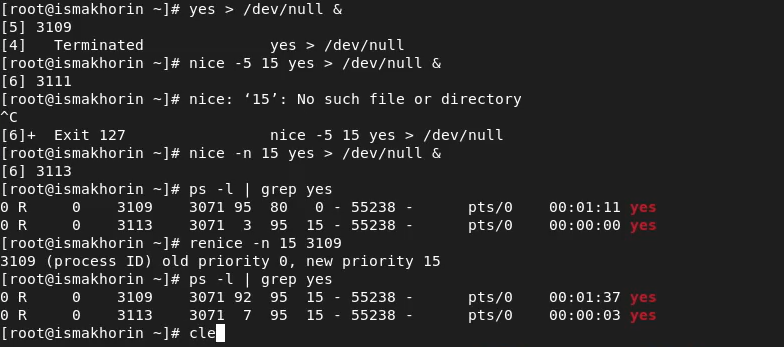 [root@ismakhorin ~]# yes > /dev/null &
[5] 3109
[4]   Terminated              yes > /dev/null
[root@ismakhorin ~]# nice -5 15 yes > /dev/null &
[6] 3111
[root@ismakhorin ~]# nice: ‘15’: No such file or directory
^C
[6]+  Exit 127                nice -5 15 yes > /dev/null
[root@ismakhorin ~]# nice -n 15 yes > /dev/null &
[6] 3113
[root@ismakhorin ~]# ps -l | grep yes
0 R     0    3109    3071 95  80   0 - 55238 -      pts/0    00:01:11 yes
0 R     0    3113    3071  3  95  15 - 55238 -      pts/0    00:00:00 yes
[root@ismakhorin ~]# renice -n 15 3109
3109 (process ID) old priority 0, new priority 15
[root@ismakhorin ~]# ps -l | grep yes
0 R     0    3109    3071 92  95  15 - 55238 -      pts/0    00:01:37 yes
0 R     0    3113    3071  7  95  15 - 55238 -      pts/0    00:00:03 yes
[root@ismakhorin ~]# cle